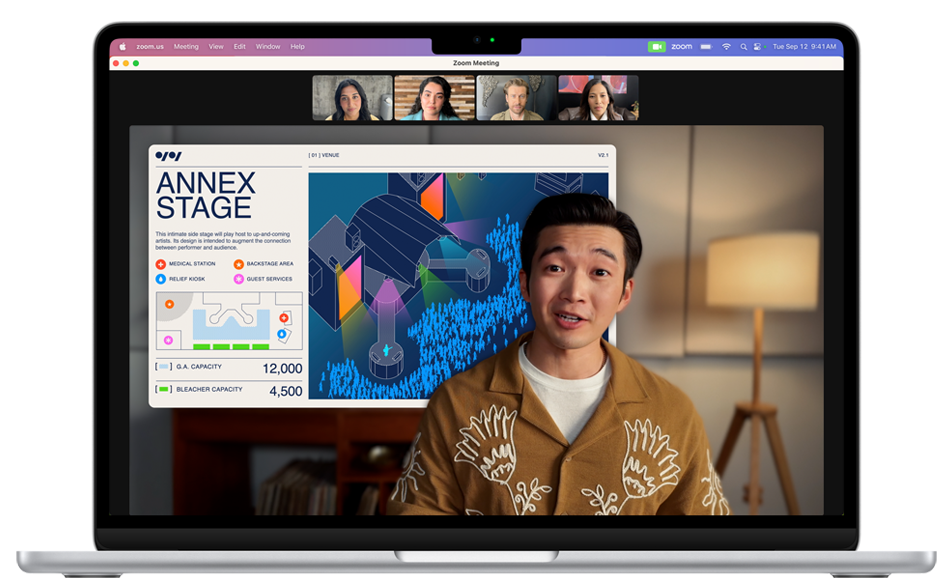 zoom.us Meeting View Edit Window Help
zoom Tue Sep 12 9:41AM
Zoom Meeting
[ 01 ] VENUE
V2.1
ANNEX
STAGE
This intimate side stage will play host to up-and-coming
artists. Its design is intended to augment the connection
between performer and audience.
MEDICAL STATION
BACKSTAGE AREA
RELIEF KIOSK
GUEST SERVICES
[ ] G.A. CAPACITY 12,000
[ ] BLEACHER CAPACITY 4,500